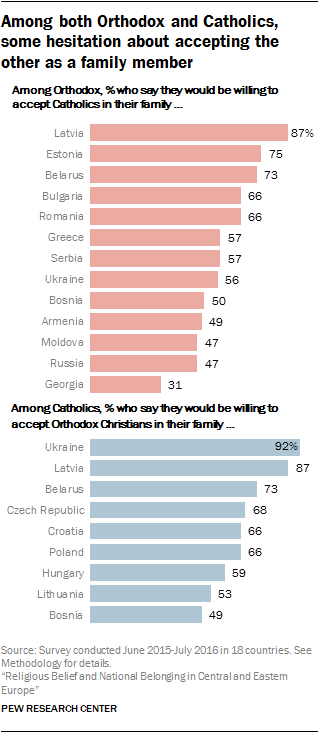 Among both Orthodox and Catholics,
some hesitation about accepting the
other as a family member
Among Orthodox, % who say they would be willing to
accept Catholics in their family ...
Latvia 87%
Estonia 75
Belarus 73
Bulgaria 66
Romania 66
Greece 57
Serbia 57
Ukraine 56
Bosnia 50
Armenia 49
Moldova 47
Russia 47
Georgia 31
Among Catholics, % who say they would be willing to
accept Orthodox Christians in their family ...
Ukraine 92%
Latvia 87
Belarus 73
Czech Republic 68
Croatia 66
Poland 66
Hungary 59
Lithuania 53
Bosnia 49
Source: Survey conducted June 2015-July 2016 in 18 countries. See
Methodology for details.
“Religious Belief and National Belonging in Central and Eastern
Europe”
PEW RESEARCH CENTER